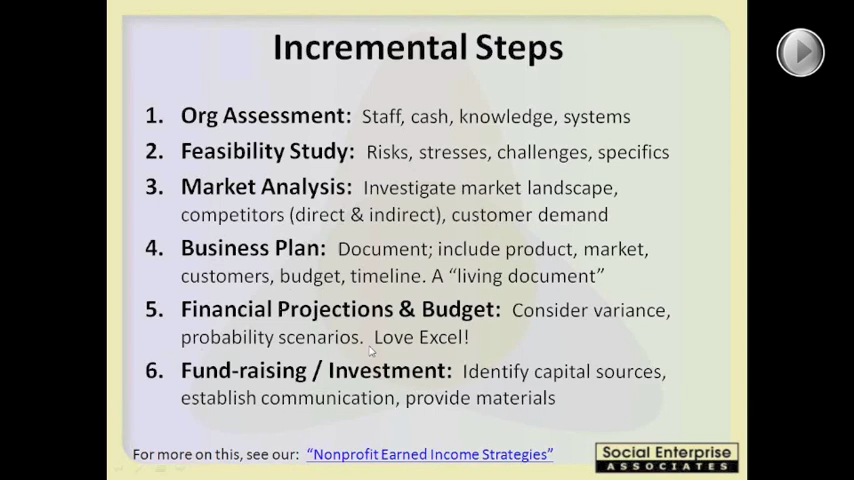 Incremental Steps
1. Org Assessment: Staff, cash, knowledge, systems
2. Feasibility Study: Risks, stresses, challenges, specifics
3. Market Analysis: Investigate market landscape,
competitors (direct & indirect), customer demand
4. Business Plan: Document; include product, market,
customers, budget, timeline. A “living document”
5. Financial Projections & Budget: Consider variance,
probability scenarios. Love Excel!
6. Fund-raising / Investment: Identify capital sources,
establish communication, provide materials
For more on this, see our: “Nonprofit Earned Income Strategies”
Social Enterprise
ASSOCIATES